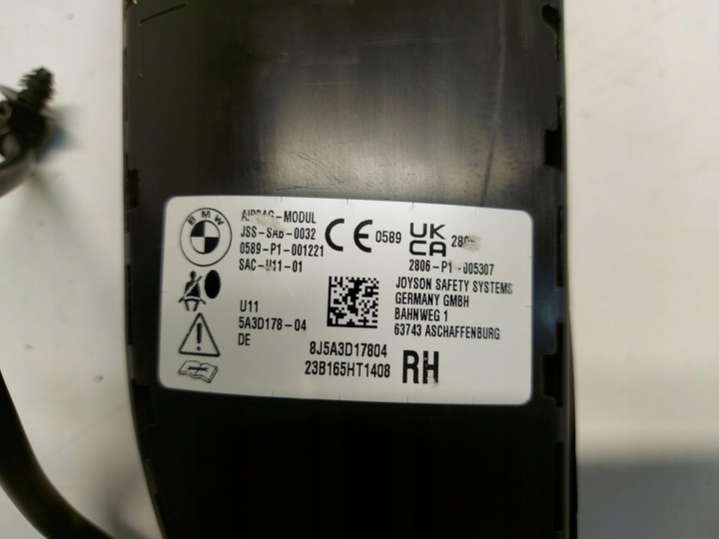 BMW
AIRBAG-MODUL
JSS-SAB-0032
0589-P1-001221
SAC-U11-01
CE 0589
UK
CA
2806-P1-005307
JOYSON SAFETY SYSTEMS
GERMANY GMBH
BAHNWEG 1
63743 ASCHAFFENBURG
U11
5A3D178-04
DE
8J5A3D17804
23B165HT1408
RH